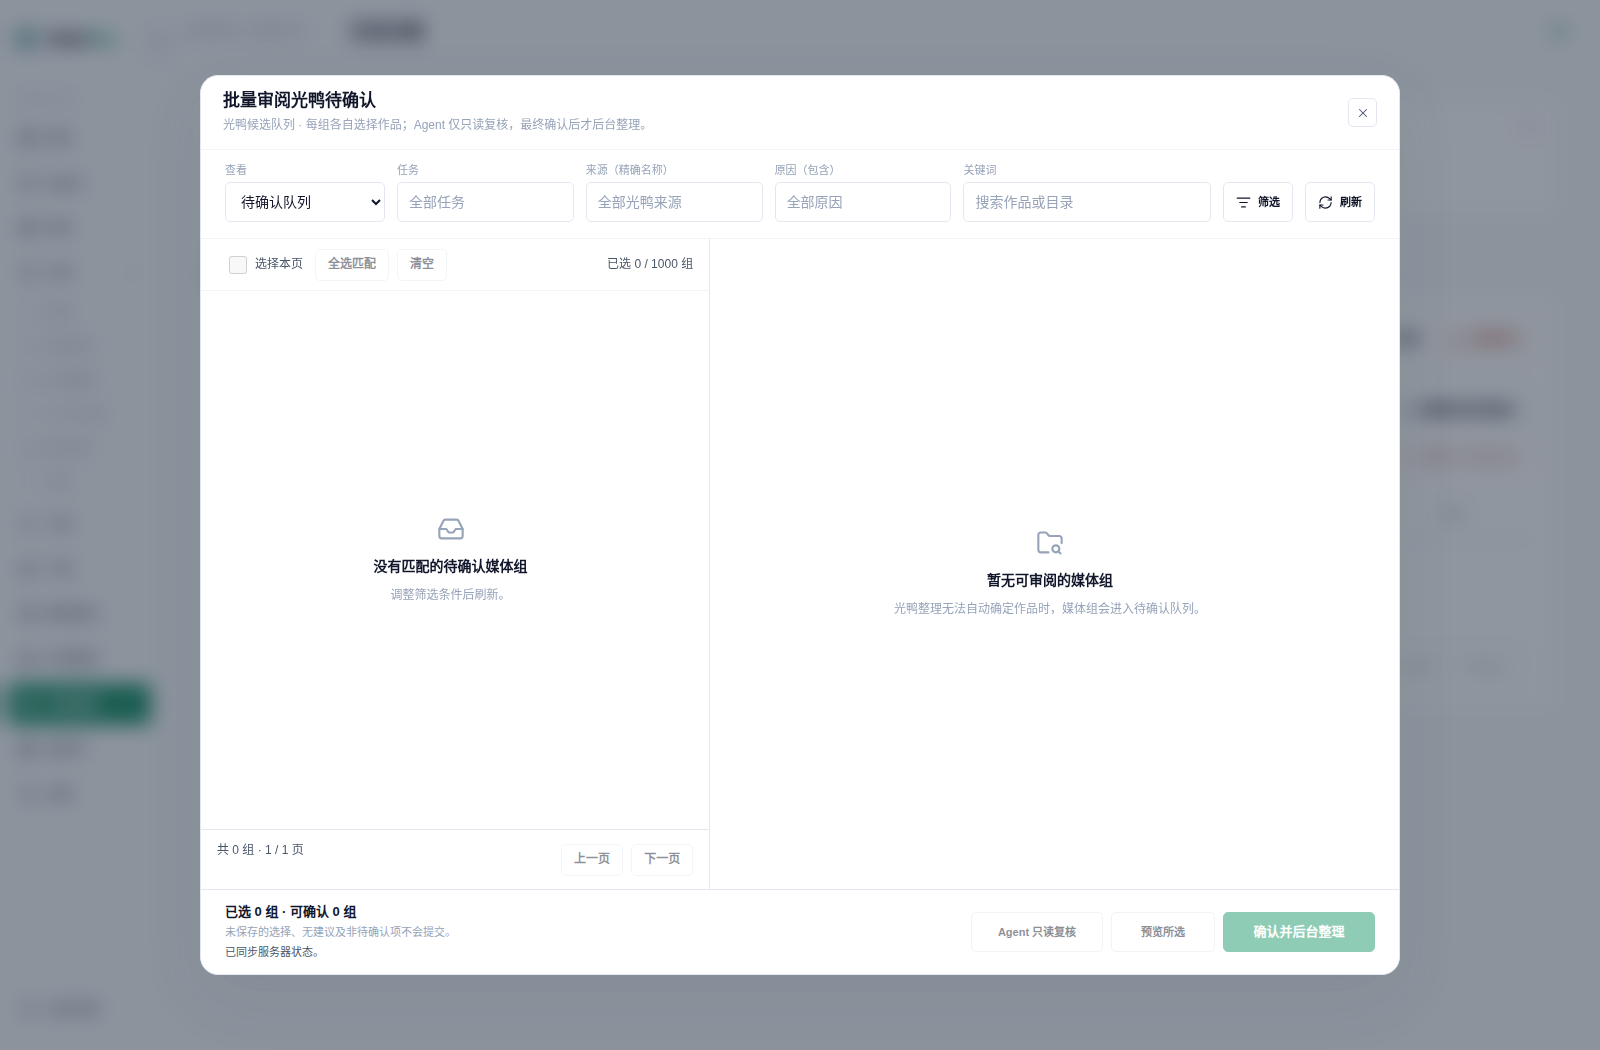 批量审阅光鸭待确认
光鸭候选队列 · 每组各自选择作品；Agent 仅只读复核，最终确认后才后台整理。
查看
任务
来源（精确名称）
原因（包含）
关键词
待确认队列
全部任务
全部光鸭来源
全部原因
搜索作品或目录
筛选
刷新
选择本页
全选匹配
清空
已选 0 / 1000 组
没有匹配的待确认媒体组
调整筛选条件后刷新。
暂无可审阅的媒体组
光鸭整理无法自动确定作品时，媒体组会进入待确认队列。
共 0 组 · 1 / 1 页
上一页
下一页
已选 0 组 · 可确认 0 组
未保存的选择、无建议及非待确认项不会提交。
已同步服务器状态。
Agent 只读复核
预览所选
确认并后台整理